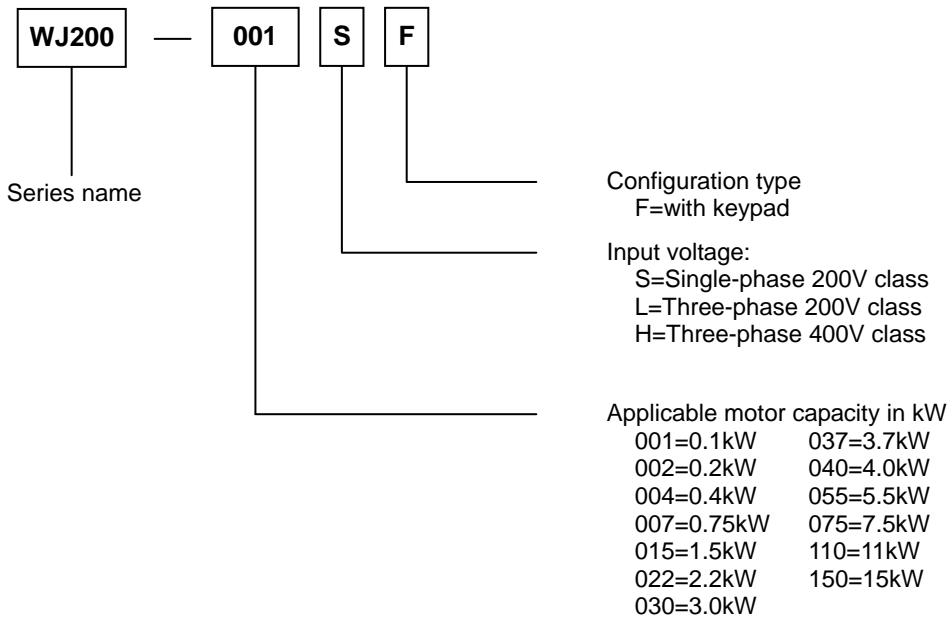 WJ200 — 001 S F
Series name
Configuration type
F=with keypad
Input voltage:
S=Single-phase 200V class
L=Three-phase 200V class
H=Three-phase 400V class
Applicable motor capacity in kW
001=0.1kW 037=3.7kW
002=0.2kW 040=4.0kW
004=0.4kW 055=5.5kW
007=0.75kW 075=7.5kW
015=1.5kW 110=11kW
022=2.2kW 150=15kW
030=3.0kW